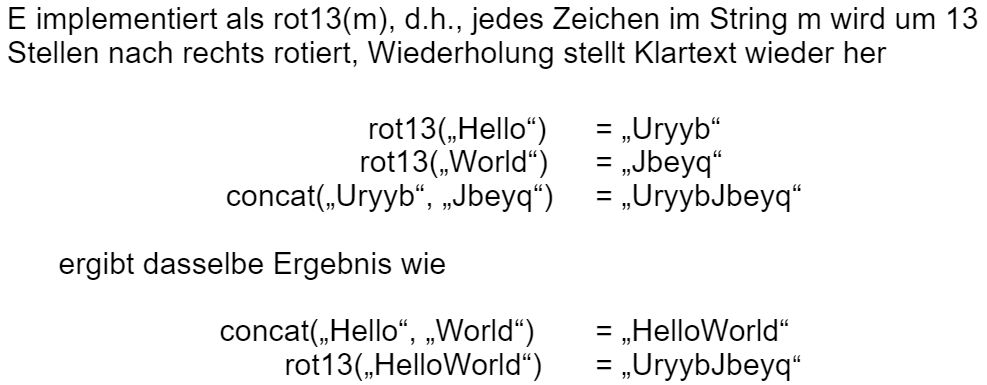 E implementiert als rot13(m), d.h., jedes Zeichen im String m wird um 13
Stellen nach rechts rotiert, Wiederholung stellt Klartext wieder her
rot13(„Hello“) = „Uryyb“
rot13(„World“) = „Jbeyq“
concat(„Uryyb“, „Jbeyq“) = „UryybJbeyq“
ergibt dasselbe Ergebnis wie
concat(„Hello“, „World“) = „HelloWorld“
rot13(„HelloWorld“) = „UryybJbeyq“